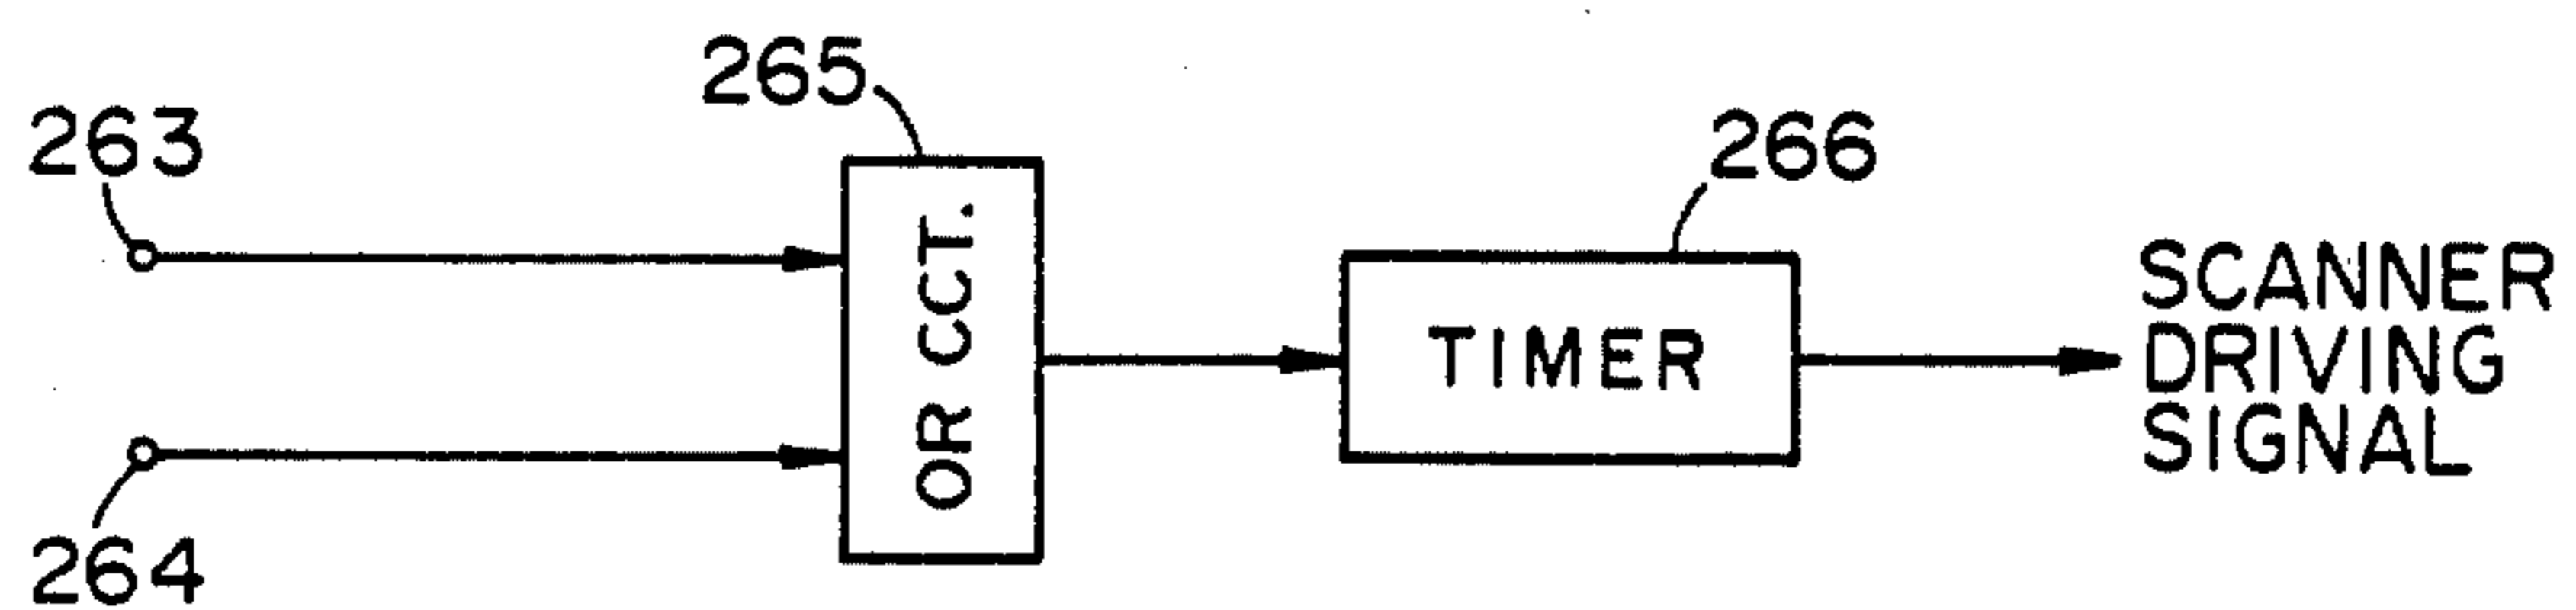 263
265
266
264
OR CCT.
TIMER
SCANNER
DRIVING
SIGNAL